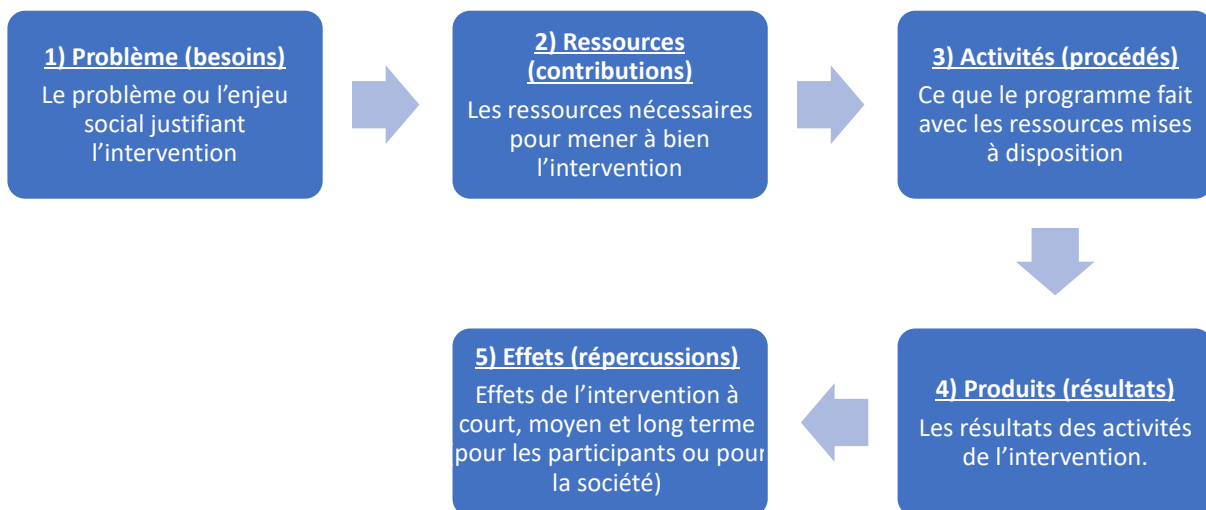 1) Problème (besoins)
Le problème ou l’enjeu
social justifiant
l’intervention
2) Ressources
(contributions)
Les ressources nécessaires
pour mener à bien
l’intervention
3) Activités (procédés)
Ce que le programme fait
avec les ressources mises
à disposition
4) Produits (résultats)
Les résultats des activités
de l’intervention.
5) Effets (répercussions)
Effets de l’intervention à
court, moyen et long terme
(pour les participants ou pour
la société)